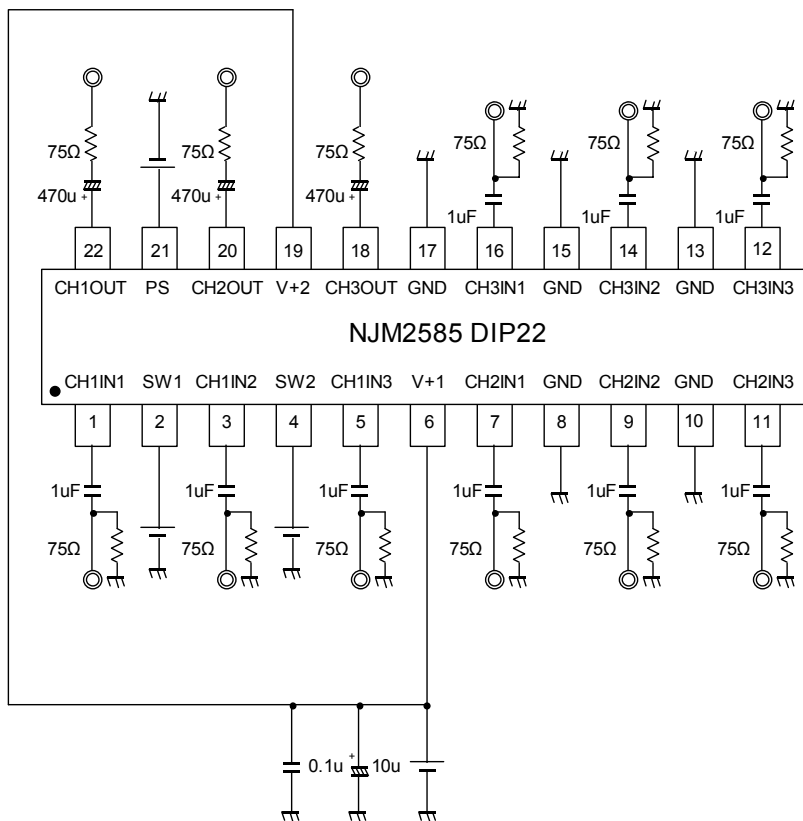 75Ω 75Ω 75Ω 75Ω 75Ω 75Ω
470u + 470u + 470u + 1uF 1uF 1uF
22 21 20 19 18 17 16 15 14 13 12
CH1OUT PS CH2OUT V+2 CH3OUT GND CH3IN1 GND CH3IN2 GND CH3IN3
NJM2585 DIP22
CH1IN1 SW1 CH1IN2 SW2 CH1IN3 V+1 CH2IN1 GND CH2IN2 GND CH2IN3
1 2 3 4 5 6 7 8 9 10 11
1uF 1uF 1uF 1uF 1uF 1uF
75Ω 75Ω 75Ω 75Ω 75Ω 75Ω
0.1u + 10u